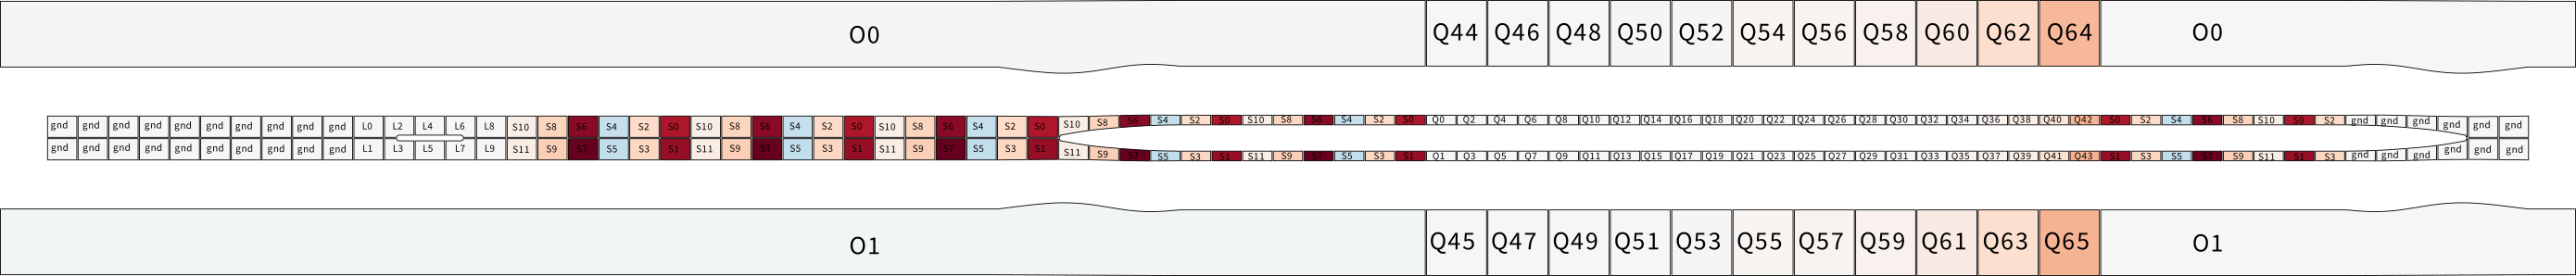 O0 Q44 Q46 Q48 Q50 Q52 Q54 Q56 Q58 Q60 Q62 Q64 O0
gnd gnd gnd gnd gnd gnd gnd gnd gnd gnd L0 L2 L4 L6 L8 S10 S8 S6 S4 S2 S0 S10 S8 S6 S4 S2 S0 S10 S8 S6 S4 S2 S0 S10 S8 S6 S4 S2 S0 S10 S8 S6 S4 S2 S0 Q0 Q2 Q4 Q6 Q8 Q10 Q12 Q14 Q16 Q18 Q20 Q22 Q24 Q26 Q28 Q30 Q32 Q34 Q36 Q38 Q40 Q42 S0 S2 S4 S6 S8 S10 S0 S2 gnd gnd gnd gnd gnd gnd
gnd gnd gnd gnd gnd gnd gnd gnd gnd gnd L1 L3 L5 L7 L9 S11 S9 S7 S5 S3 S1 S11 S9 S7 S5 S3 S1 S11 S9 S7 S5 S3 S1 S11 S9 S7 S5 S3 S1 S11 S9 S7 S5 S3 S1 Q1 Q3 Q5 Q7 Q9 Q11 Q13 Q15 Q17 Q19 Q21 Q23 Q25 Q27 Q29 Q31 Q33 Q35 Q37 Q39 Q41 Q43 S1 S3 S5 S7 S9 S11 S1 S3 gnd gnd gnd gnd gnd gnd
O1 Q45 Q47 Q49 Q51 Q53 Q55 Q57 Q59 Q61 Q63 Q65 O1